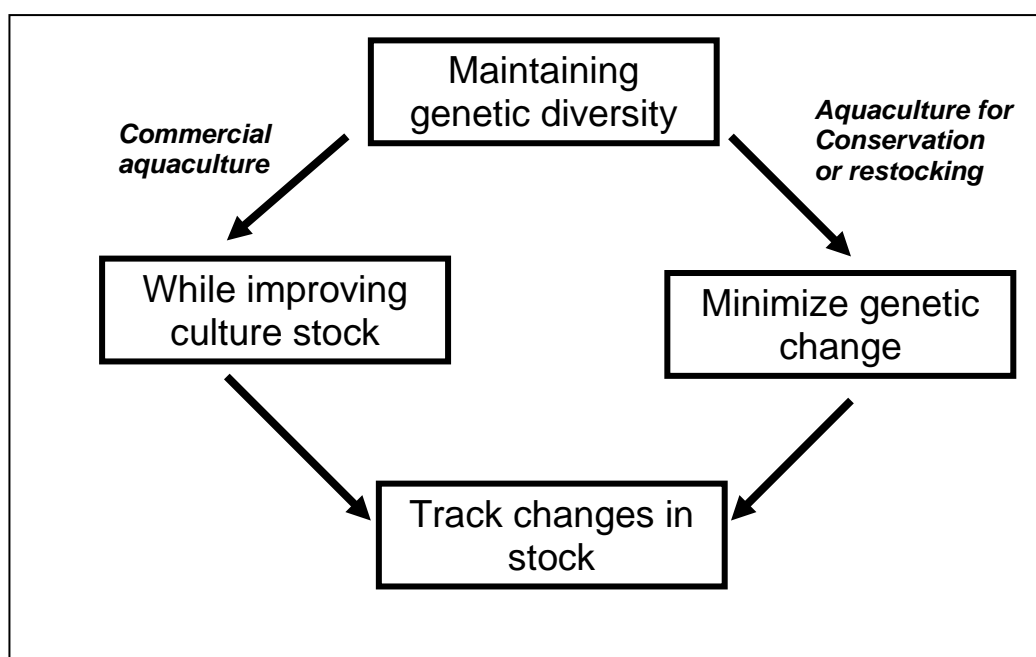 Maintaining
genetic diversity
Commercial
aquaculture
Aquaculture for
Conservation
or restocking
While improving
culture stock
Minimize genetic
change
Track changes in
stock